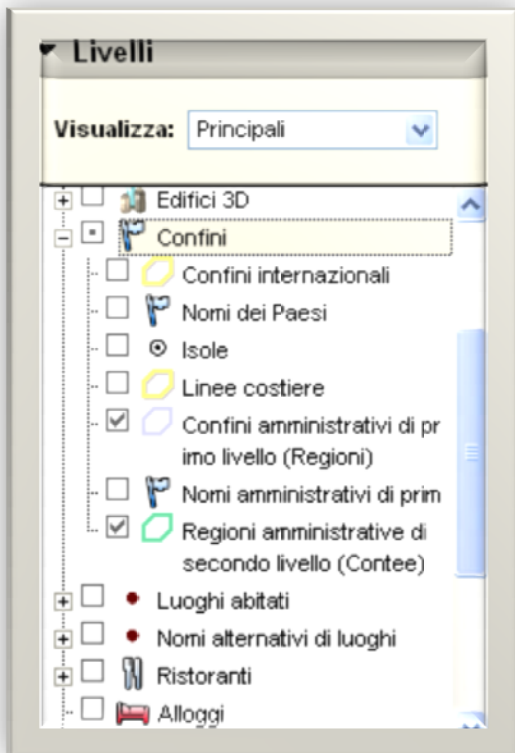 Livelli
Visualizza: Principali
Edifici 3D
Confini
Confini internazionali
Nomi dei Paesi
Isole
Linee costiere
Confini amministrativi di pr
imo livello (Regioni)
Nomi amministrativi di prim
Regioni amministrative di
secondo livello (Contee)
Luoghi abitati
Nomi alternativi di luoghi
Ristoranti
Alloggi